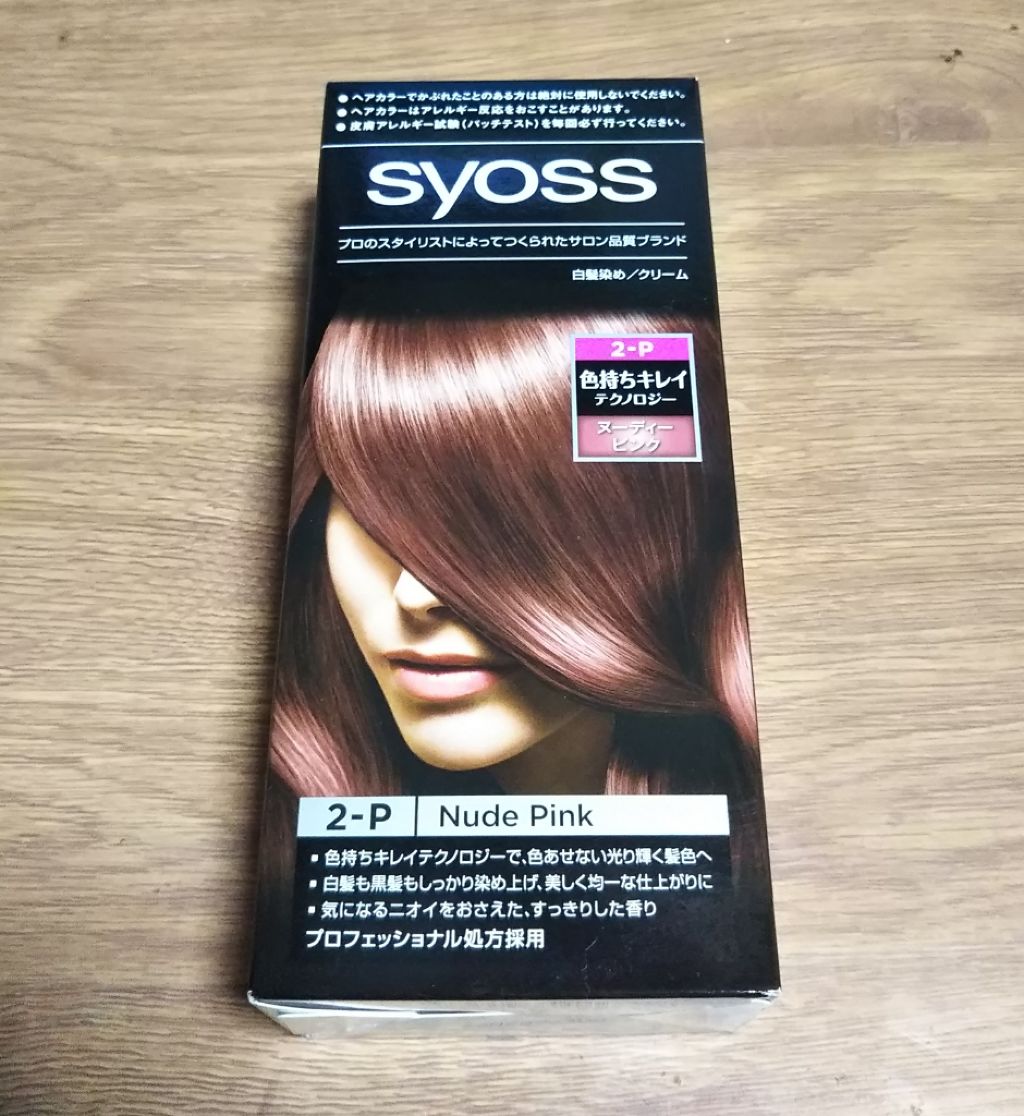 ● ヘアカラーでかぶれたことのある方は絶対に使用しないでください。
● ヘアカラーはアレルギー反応をおこすことがあります。
● 皮膚アレルギー試験(パッチテスト)を毎回必ず行ってください。
syoss
プロのスタイリストによってつくられたサロン品質ブランド
白髪染め/クリーム
2-P
色持ちキレイ
テクノロジー
ヌーディー
ピンク
2-P Nude Pink
▪ 色持ちキレイテクノロジーで、色あせない光り輝く髪色へ
▪ 白髪も黒髪もしっかり染め上げ、美しく均一な仕上がりに
▪ 気になるニオイをおさえた、すっきりした香り
プロフェッショナル処方採用